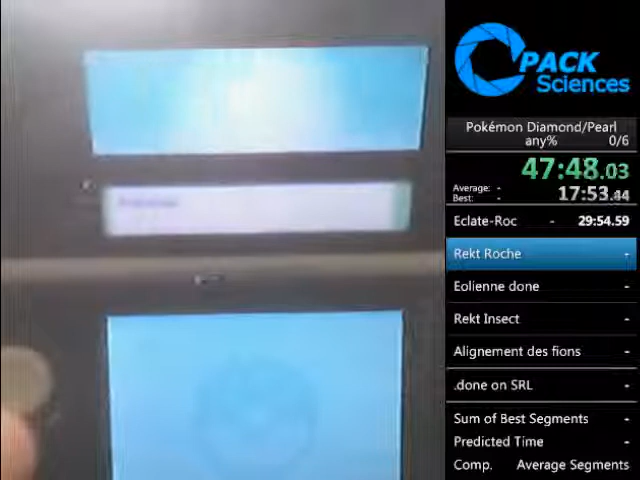 PACK
Sciences
Pokémon Diamond/Pearl
any% 0/6
47:48.03
Average: -
Best: - 17:53.44
Eclate-Roc - 29:54.59
Rekt Roche -
Eolienne done -
Rekt Insect -
Alignement des fions -
.done on SRL -
Sum of Best Segments -
Predicted Time -
Comp. Average Segments